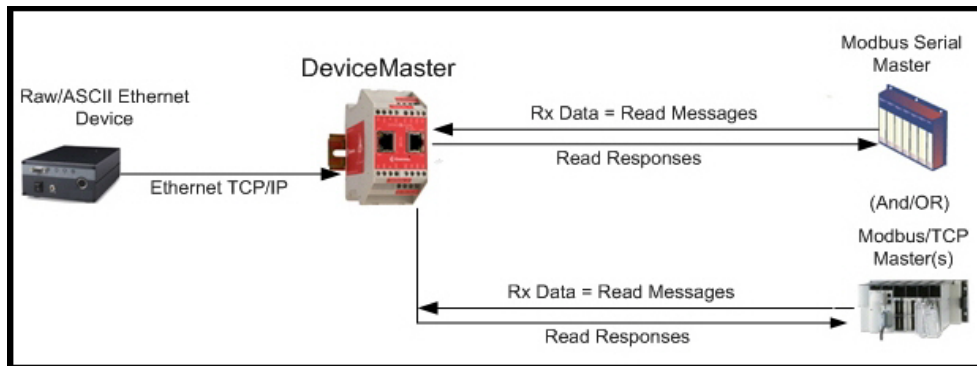 Modbus Serial
Master
DeviceMaster
Raw/ASCII Ethernet
Device
Rx Data = Read Messages
Read Responses
Ethernet TCP/IP
(And/OR)
Modbus/TCP
Master(s)
Rx Data = Read Messages
Read Responses